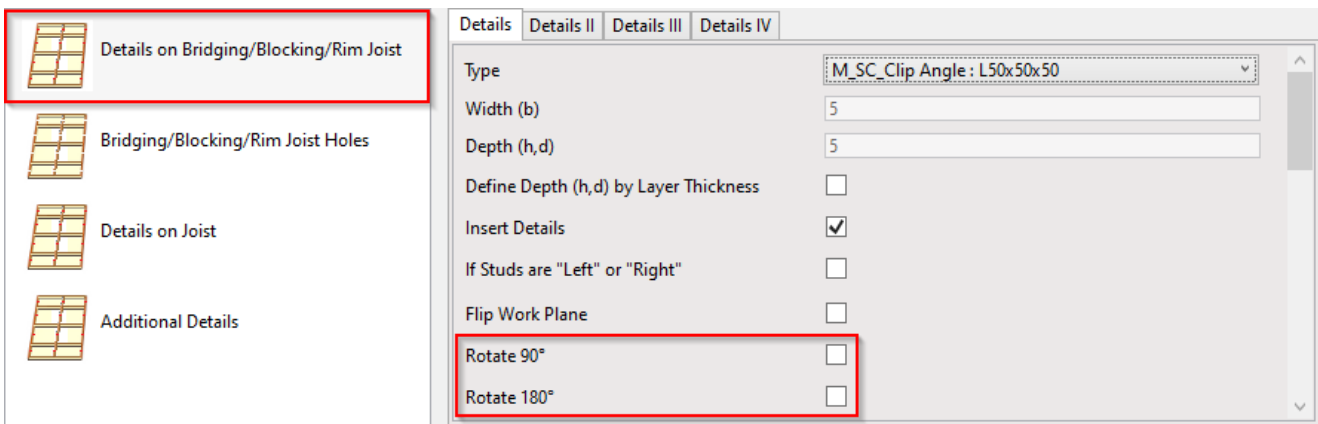 Details on Bridging/Blocking/Rim Joist
Bridging/Blocking/Rim Joist Holes
Details on Joist
Additional Details
Details Details II Details III Details IV
Type M_SC_Clip Angle : L50x50x50
Width (b) 5
Depth (h,d) 5
Define Depth (h,d) by Layer Thickness
Insert Details
If Studs are "Left" or "Right"
Flip Work Plane
Rotate 90°
Rotate 180°